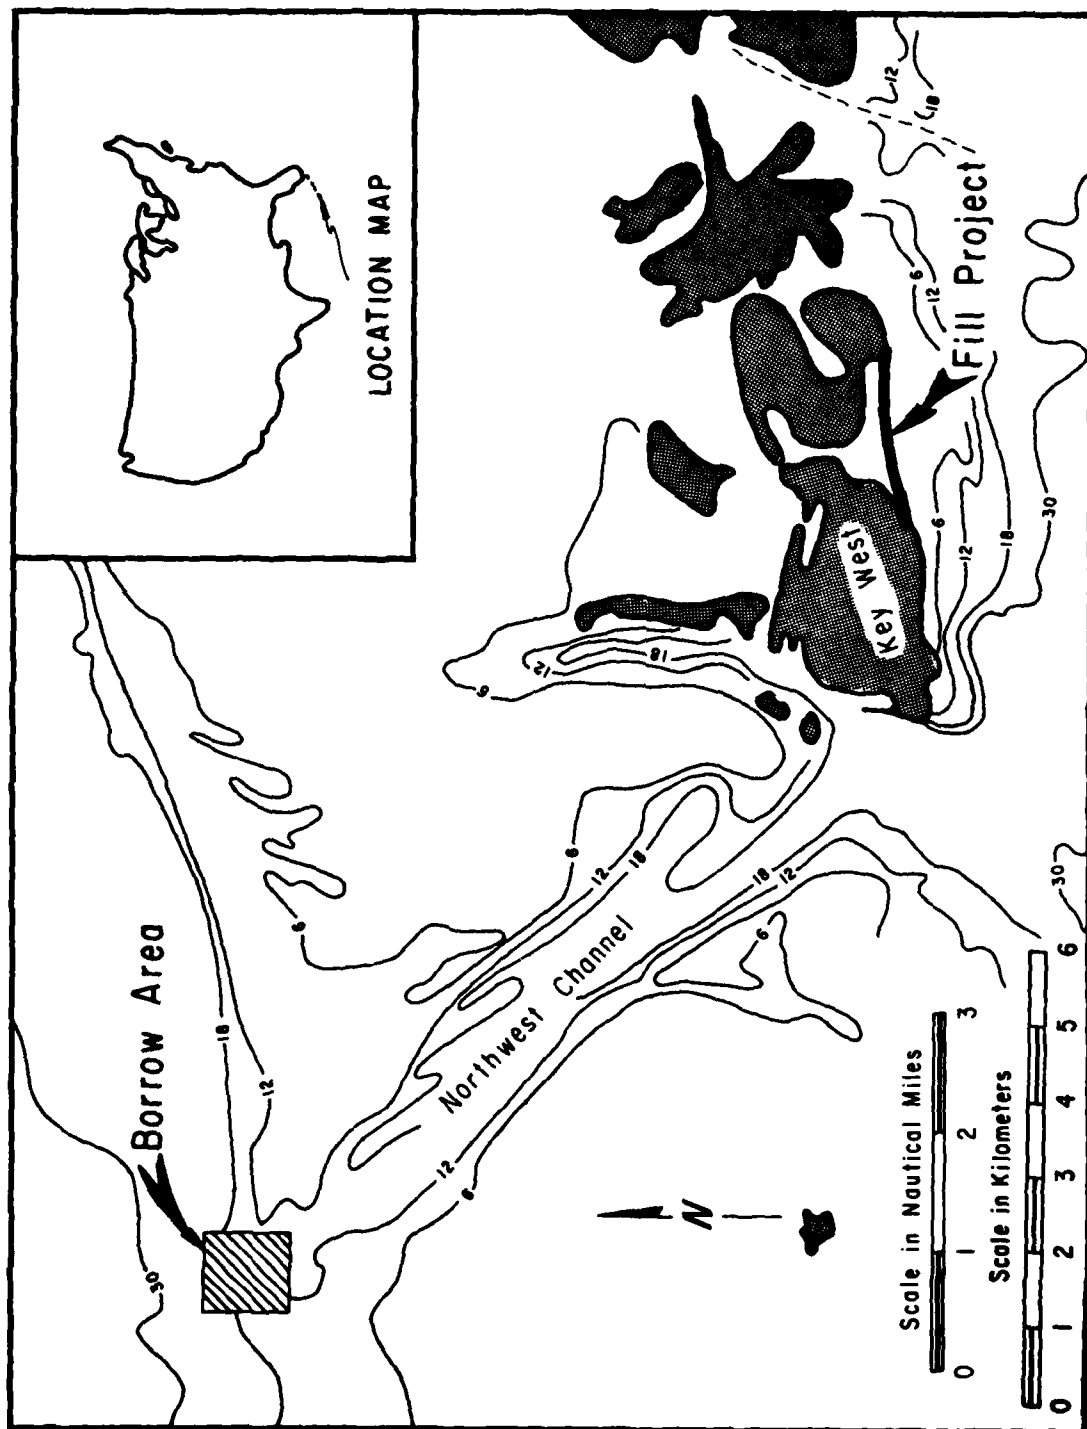 LOCATION MAP
Borrow Area
30
18
12
6
6
12
18
Northwest Channel
12
6
18
12
6
6
12
18
Key West
Fill Project
6
12
18
30
6
12
12
18
30
N
Scale in Nautical Miles
0 1 2 3
Scale in Kilometers
0 1 2 3 4 5 6